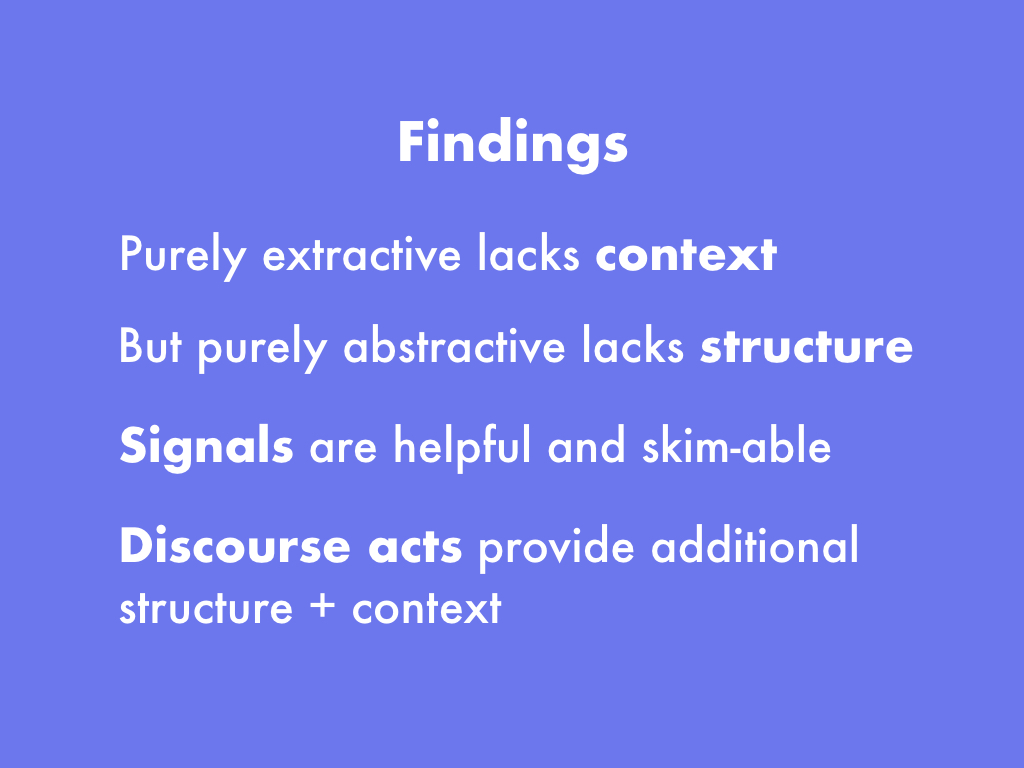 Findings
Purely extractive lacks context
But purely abstractive lacks structure
Signals are helpful and skim-able
Discourse acts provide additional
structure + context